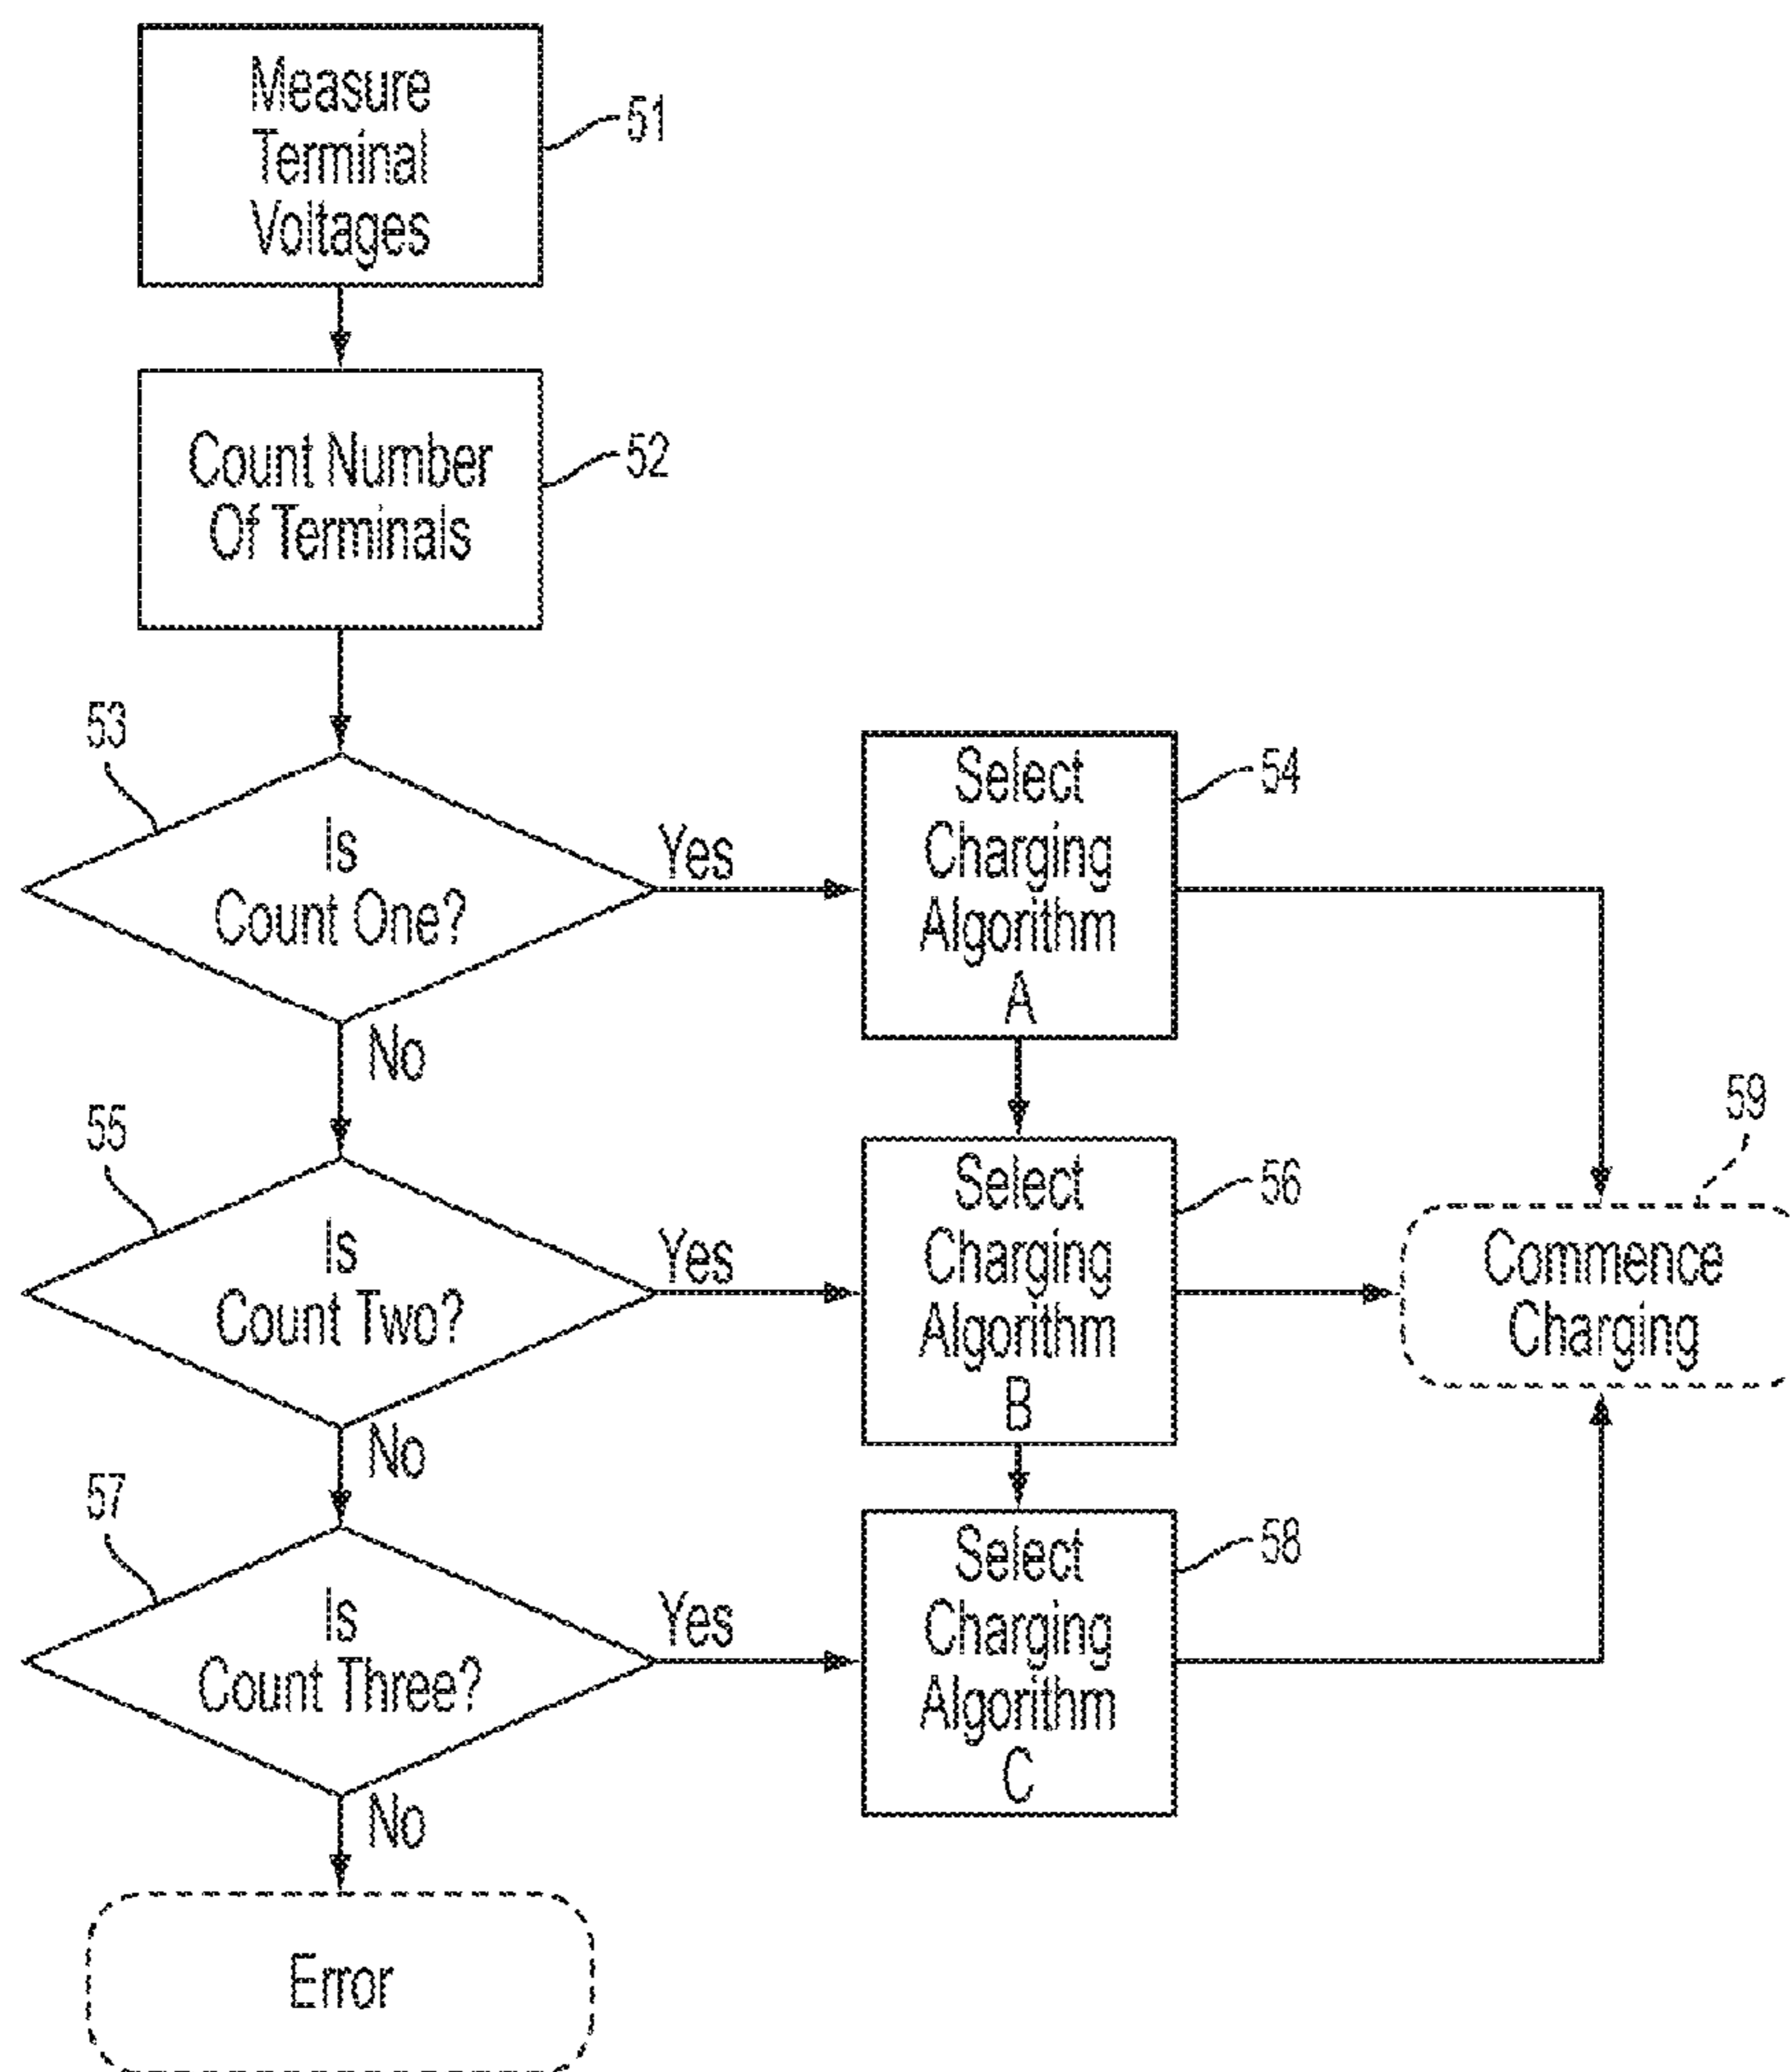 Measure
Terminal
Voltages
51
Count Number
Of Terminals
52
53
Is
Count One?
Yes
No
Select
Charging
Algorithm
A
54
55
Is
Count Two?
Yes
No
Select
Charging
Algorithm
B
56
59
Commence
Charging
57
Is
Count Three?
Yes
No
Select
Charging
Algorithm
C
58
Error